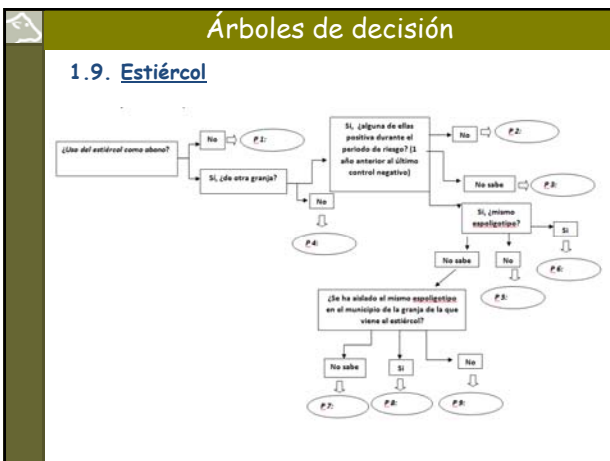 Árboles de decisión
1.9. Estiércol
¿Uso del estiércol como abono?
No
P.1:
Sí, ¿de otra granja?
Sí, ¿alguna de ellas
positiva durante el
periodo de riesgo? (1
año anterior al último
control negativo)
No
P.2:
No sabe
P.3:
No
P.4:
Sí, ¿mismo
espoligotipo?
Si
P.6:
No sabe
No
P.5:
¿Se ha aislado el mismo espoligotipo
en el municipio de la granja de la que
viene el estiércol?
No sabe
Si
No
P.7:
P.8:
P.9: